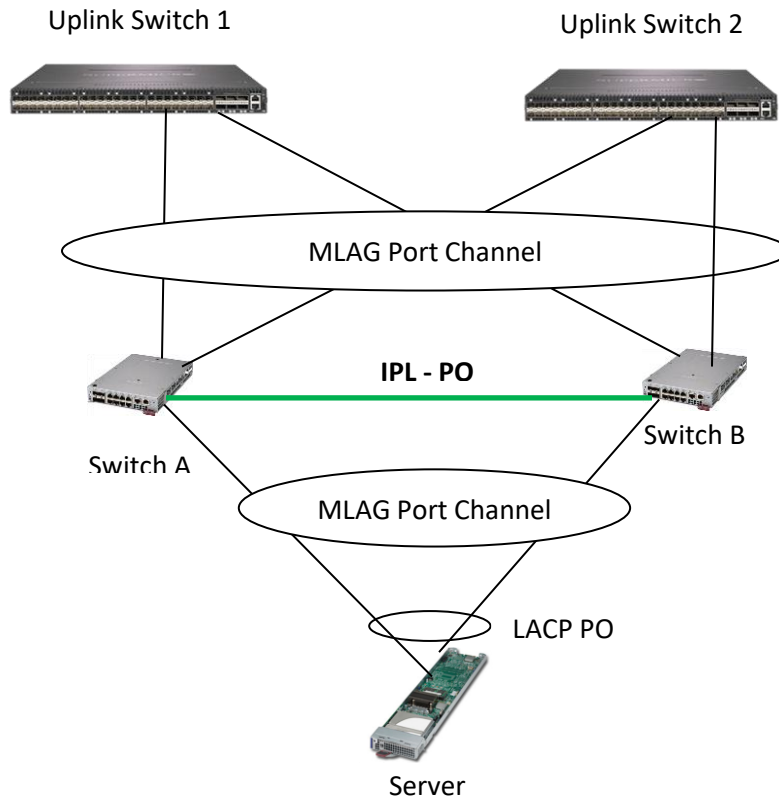 Uplink Switch 1
Uplink Switch 2
MLAG Port Channel
IPL - PO
Switch A
Switch B
MLAG Port Channel
LACP PO
Server